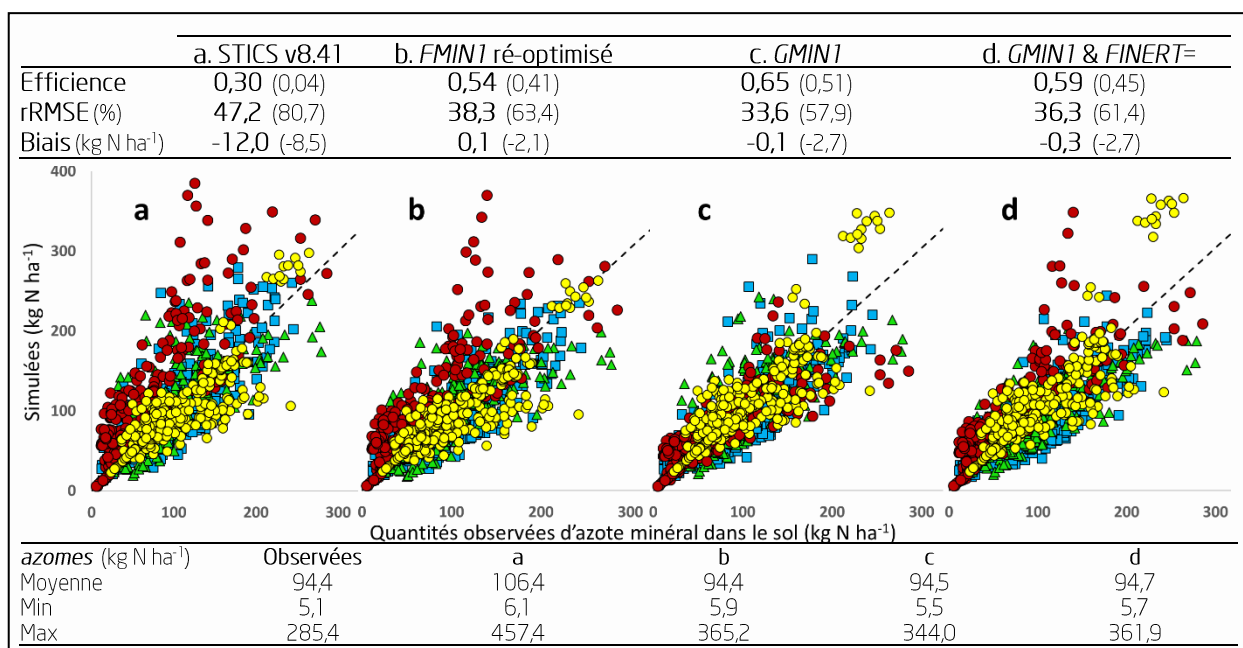 a. STICS v8.41 b. FMIN1 ré-optimisé c. GMIN1 d. GMIN1 & FINERT=
Efficience 0,30 (0,04) 0,54 (0,41) 0,65 (0,51) 0,59 (0,45)
rRMSE (%) 47,2 (80,7) 38,3 (63,4) 33,6 (57,9) 36,3 (61,4)
Biais (kg N ha-1) -12,0 (-8,5) 0,1 (-2,1) -0,1 (-2,7) -0,3 (-2,7)
400
300
200
100
0
Simulées (kg N ha-1)
a b c d
0 100 200 300 0 100 200 300 0 100 200 300 0 100 200 300
Quantités observées d'azote minéral dans le sol (kg N ha-1)
azomes (kg N ha-1) Observées a b c d
Moyenne 94,4 106,4 94,4 94,5 94,7
Min 5,1 6,1 5,9 5,5 5,7
Max 285,4 457,4 365,2 344,0 361,9